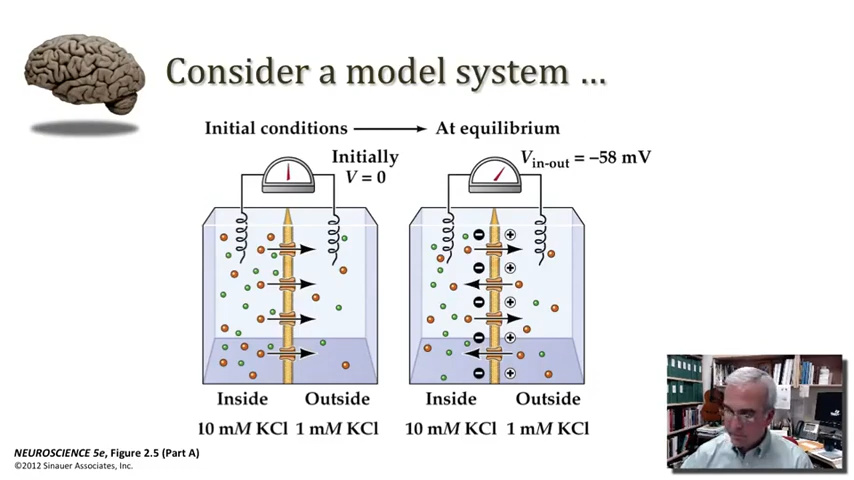 Consider a model system ...
Initial conditions
At equilibrium
Initially
V = 0
Vin-out = −58 mV
Inside
Outside
Inside
Outside
10 mM KCl
1 mM KCl
10 mM KCl
1 mM KCl
NEUROSCIENCE 5e, Figure 2.5 (Part A)
©2012 Sinauer Associates, Inc.